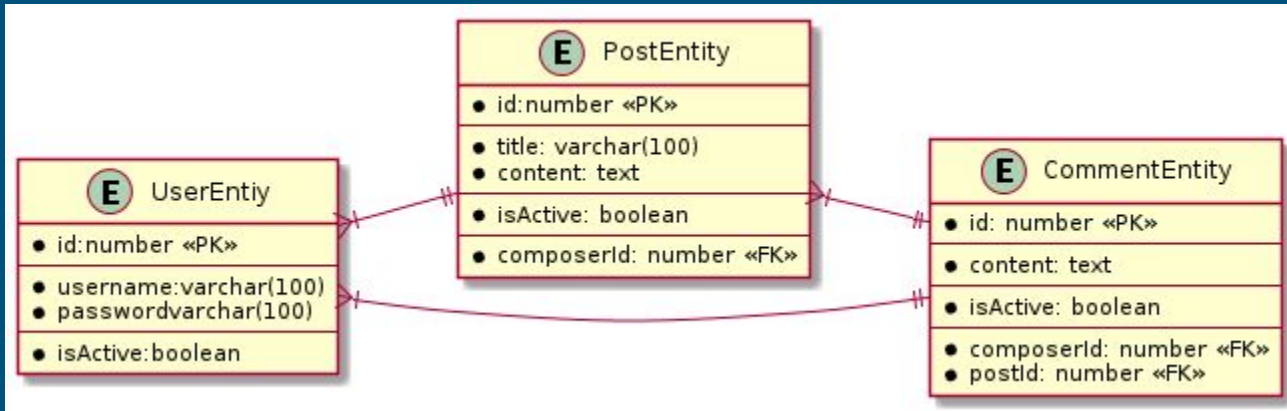 E UserEntiy
id:number «PK»
username:varchar(100)
passwordvarchar(100)
isActive:boolean
E PostEntity
id:number «PK»
title: varchar(100)
content: text
isActive: boolean
composerId: number «FK»
E CommentEntity
id: number «PK»
content: text
isActive: boolean
composerId: number «FK»
postId: number «FK»